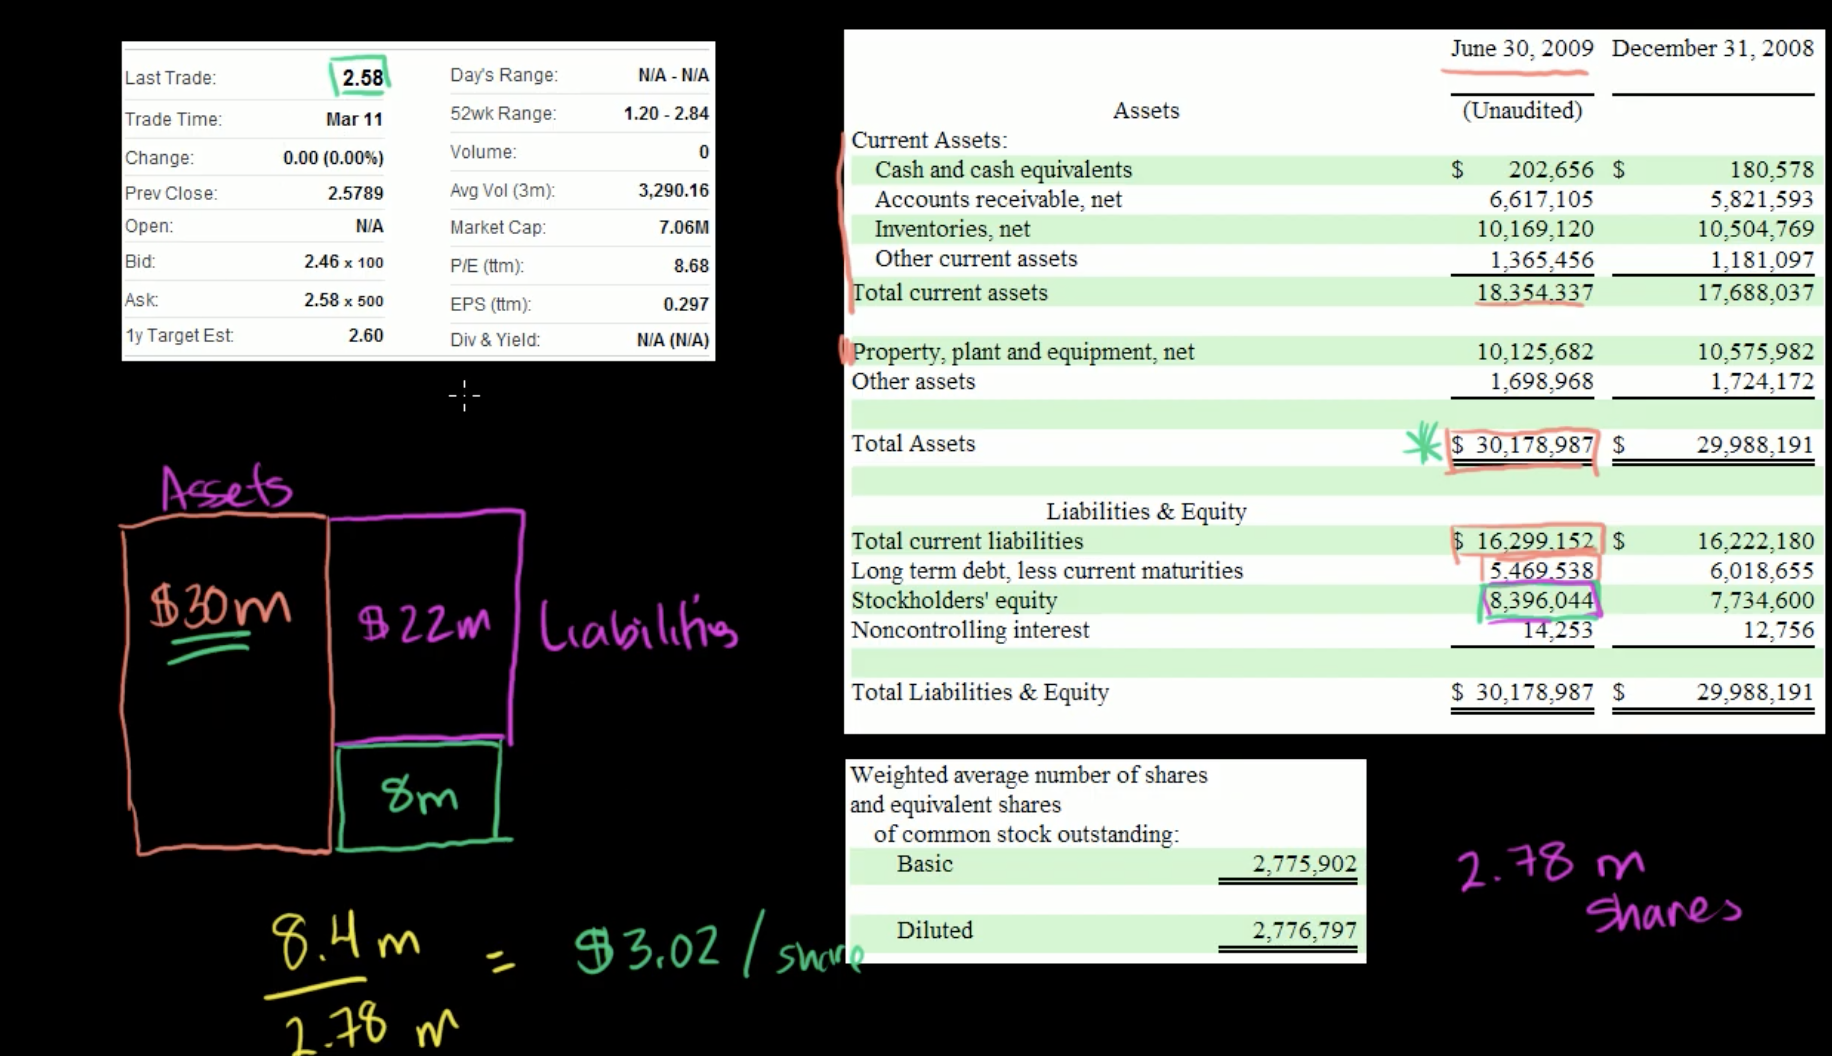 Last Trade: 2.58
Trade Time: Mar 11
Change: 0.00 (0.00%)
Prev Close: 2.5789
Open: N/A
Bid: 2.46 x 100
Ask: 2.58 x 500
1y Target Est: 2.60
Day's Range: N/A - N/A
52wk Range: 1.20 - 2.84
Volume: 0
Avg Vol (3m): 3,290.16
Market Cap: 7.06M
P/E (ttm): 8.68
EPS (ttm): 0.297
Div & Yield: N/A (N/A)
June 30, 2009 December 31, 2008
Assets (Unaudited)
Current Assets:
Cash and cash equivalents $ 202,656 $ 180,578
Accounts receivable, net 6,617,105 5,821,593
Inventories, net 10,169,120 10,504,769
Other current assets 1,365,456 1,181,097
Total current assets 18,354,337 17,688,037
Property, plant and equipment, net 10,125,682 10,575,982
Other assets 1,698,968 1,724,172
Total Assets $ 30,178,987 $ 29,988,191
Liabilities & Equity
Total current liabilities $ 16,299,152 $ 16,222,180
Long term debt, less current maturities 5,469,538 6,018,655
Stockholders' equity 8,396,044 7,734,600
Noncontrolling interest 14,253 12,756
Total Liabilities & Equity $ 30,178,987 $ 29,988,191
Assets
$30m
$22m Liabilities
8m
Weighted average number of shares
and equivalent shares
of common stock outstanding:
Basic 2,775,902
Diluted 2,776,797
2.78 m
shares
8.4 m
2.78 m
= $3.02 / share